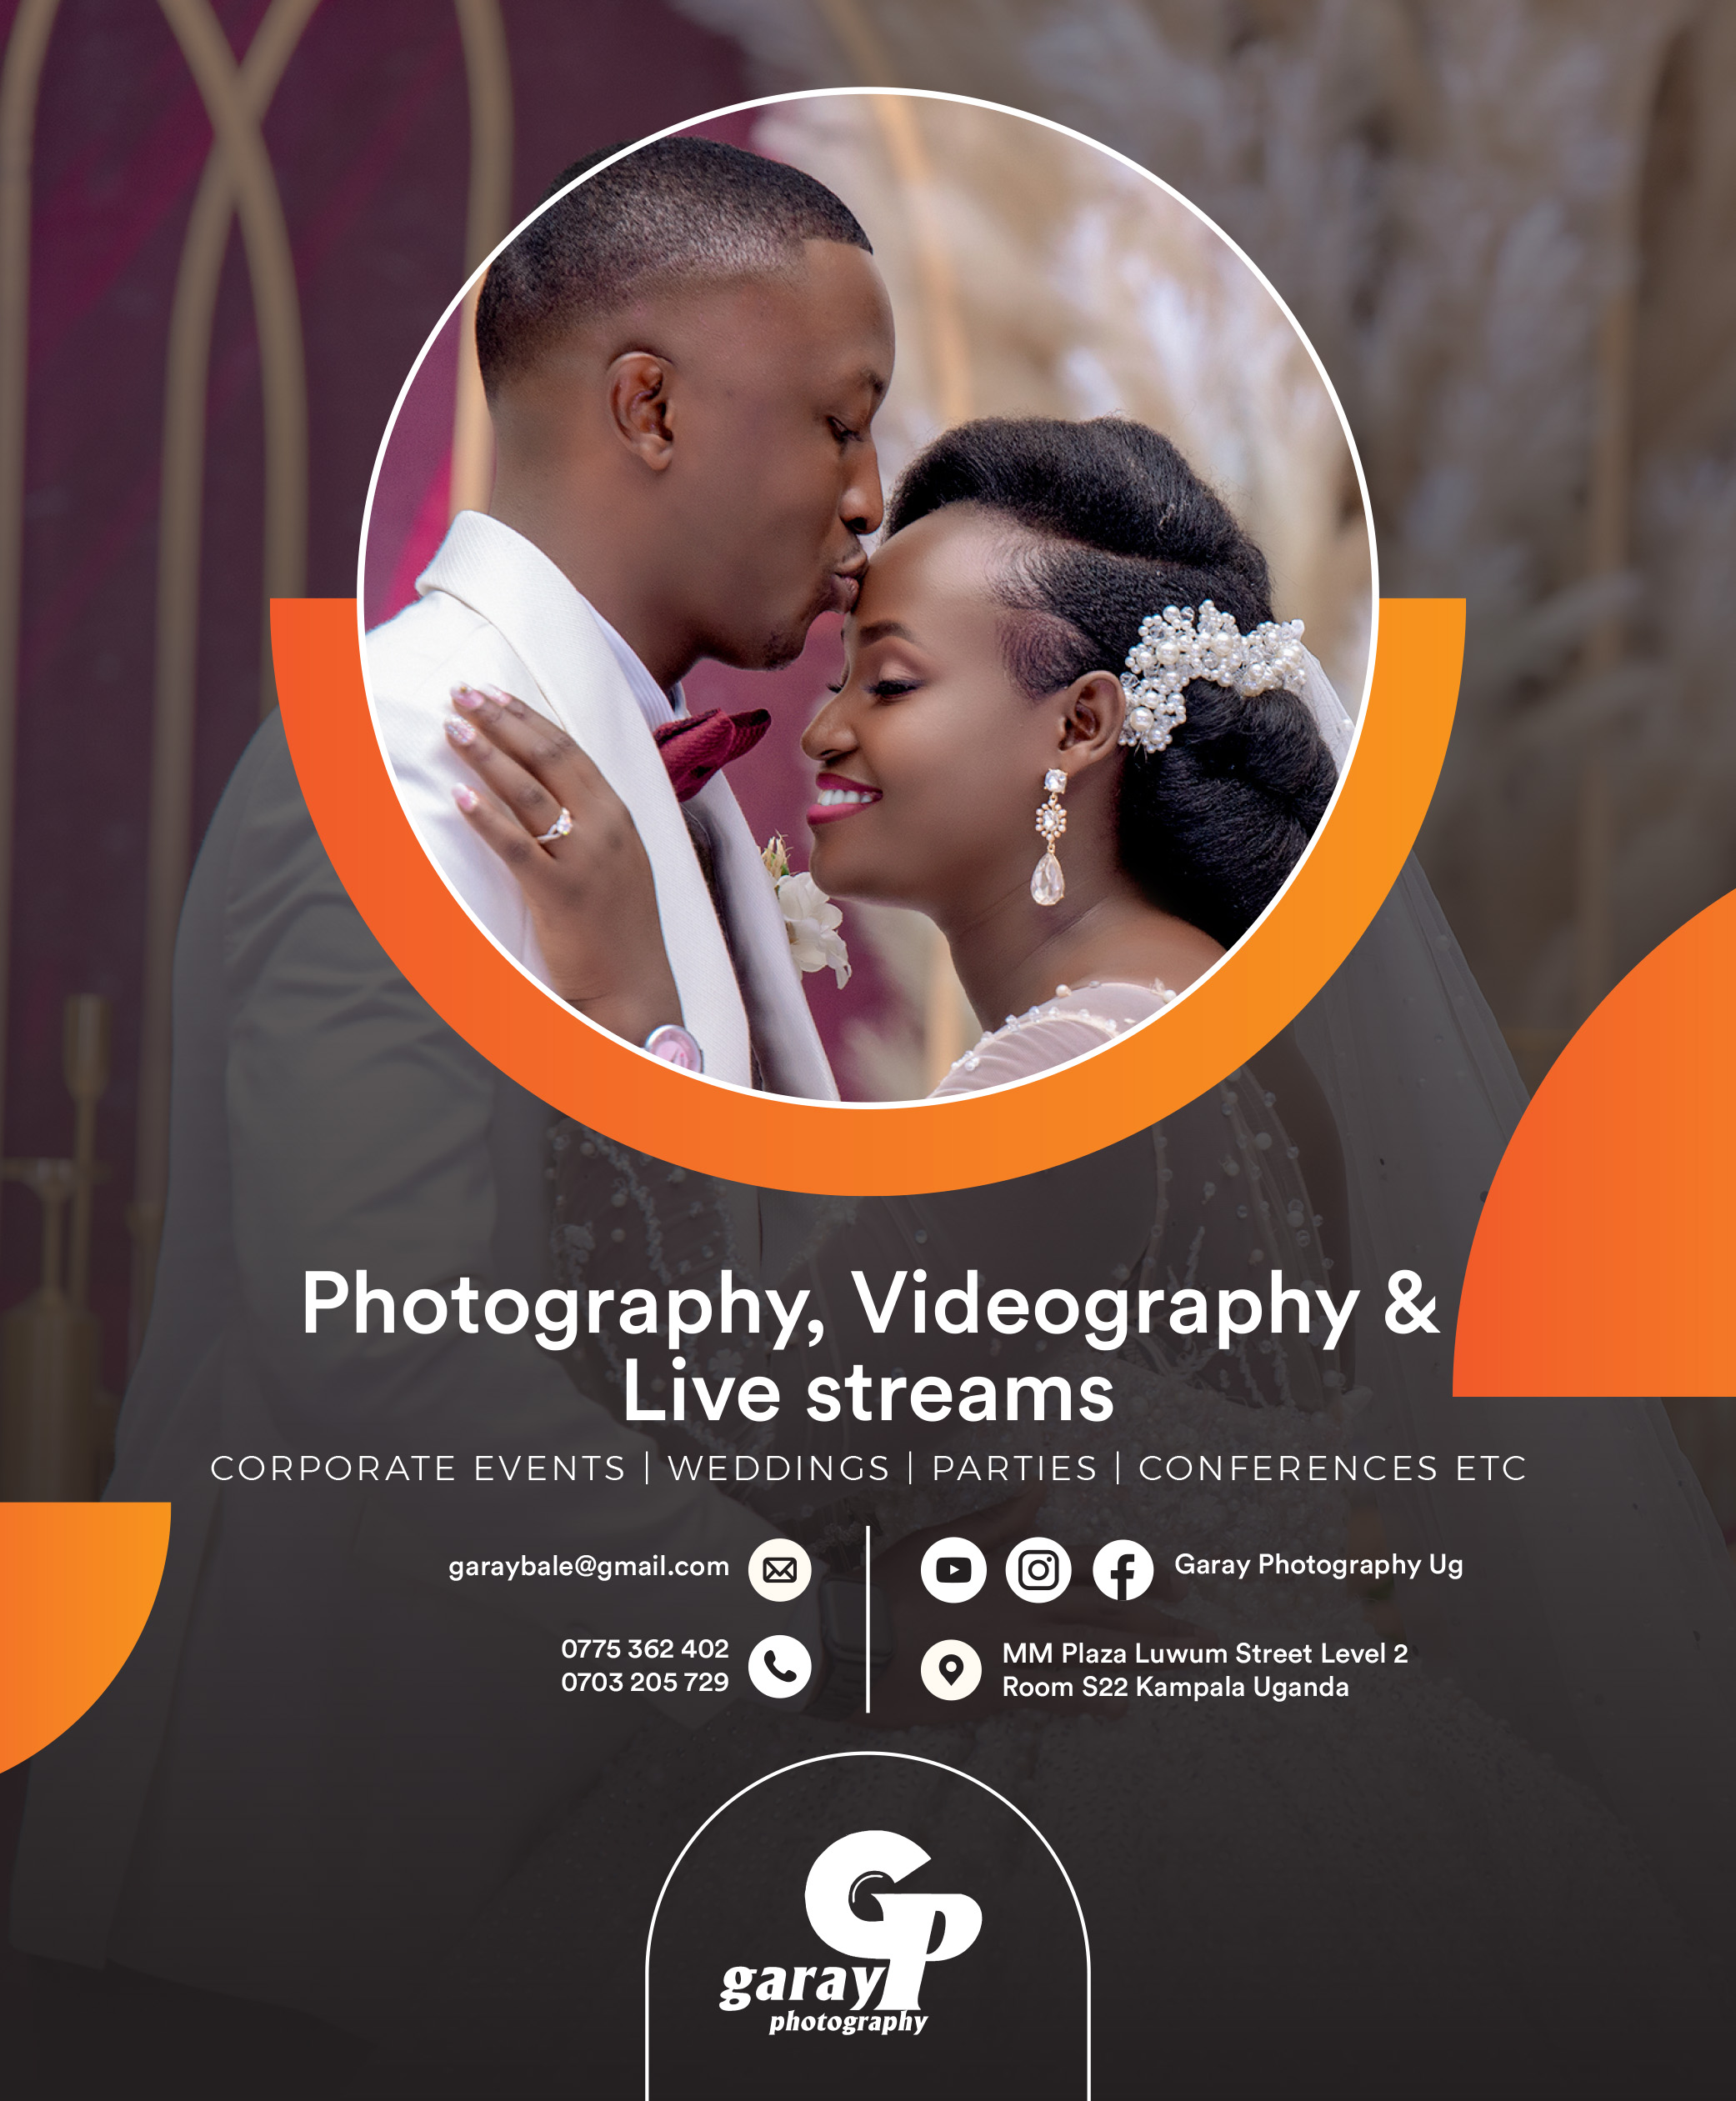 Photography, Videography &
Live streams
CORPORATE EVENTS | WEDDINGS | PARTIES | CONFERENCES ETC
garaybale@gmail.com
0775 362 402
0703 205 729
Garay Photography Ug
MM Plaza Luwum Street Level 2
Room S22 Kampala Uganda
GP
garay
photography